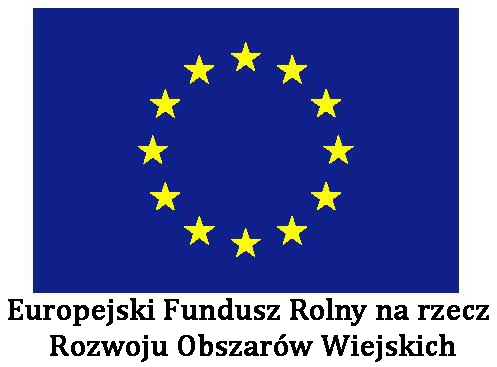 Europejski Fundusz Rolny na rzecz
Rozwoju Obszarów Wiejskich